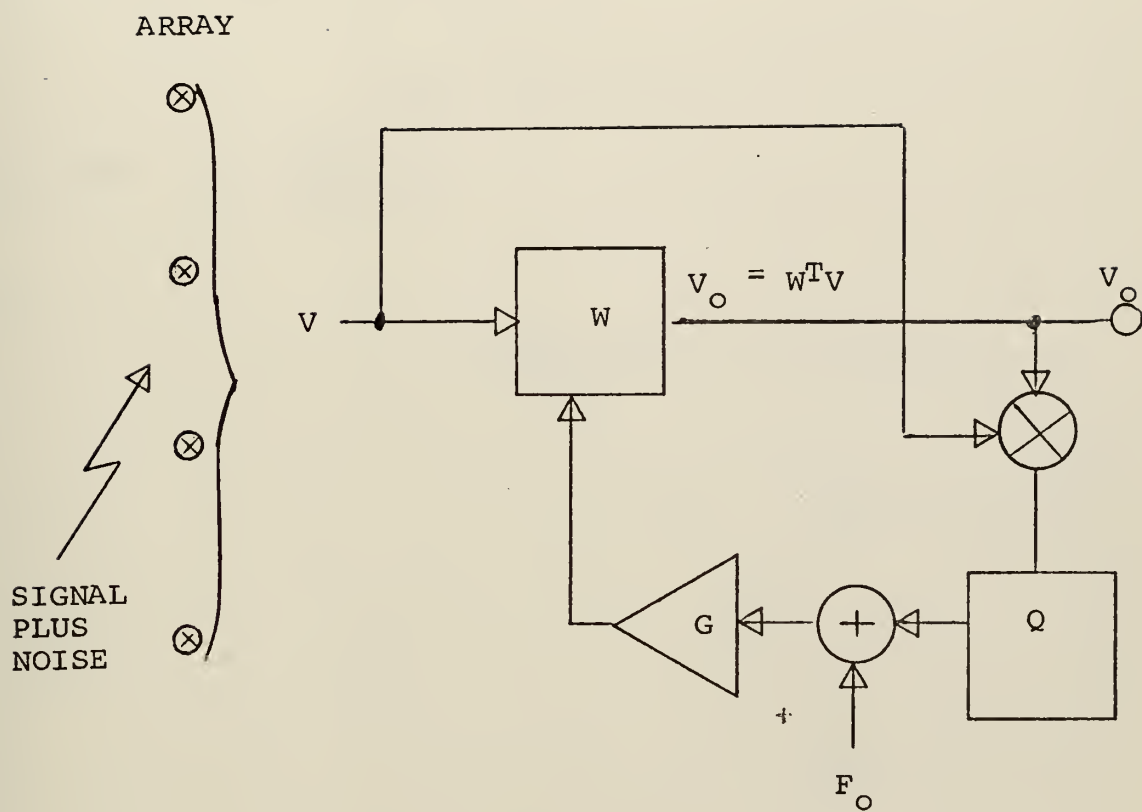 ARRAY
V
W
V_O = W^T V
V_O
SIGNAL
PLUS
NOISE
G
+
Q
+
F_O